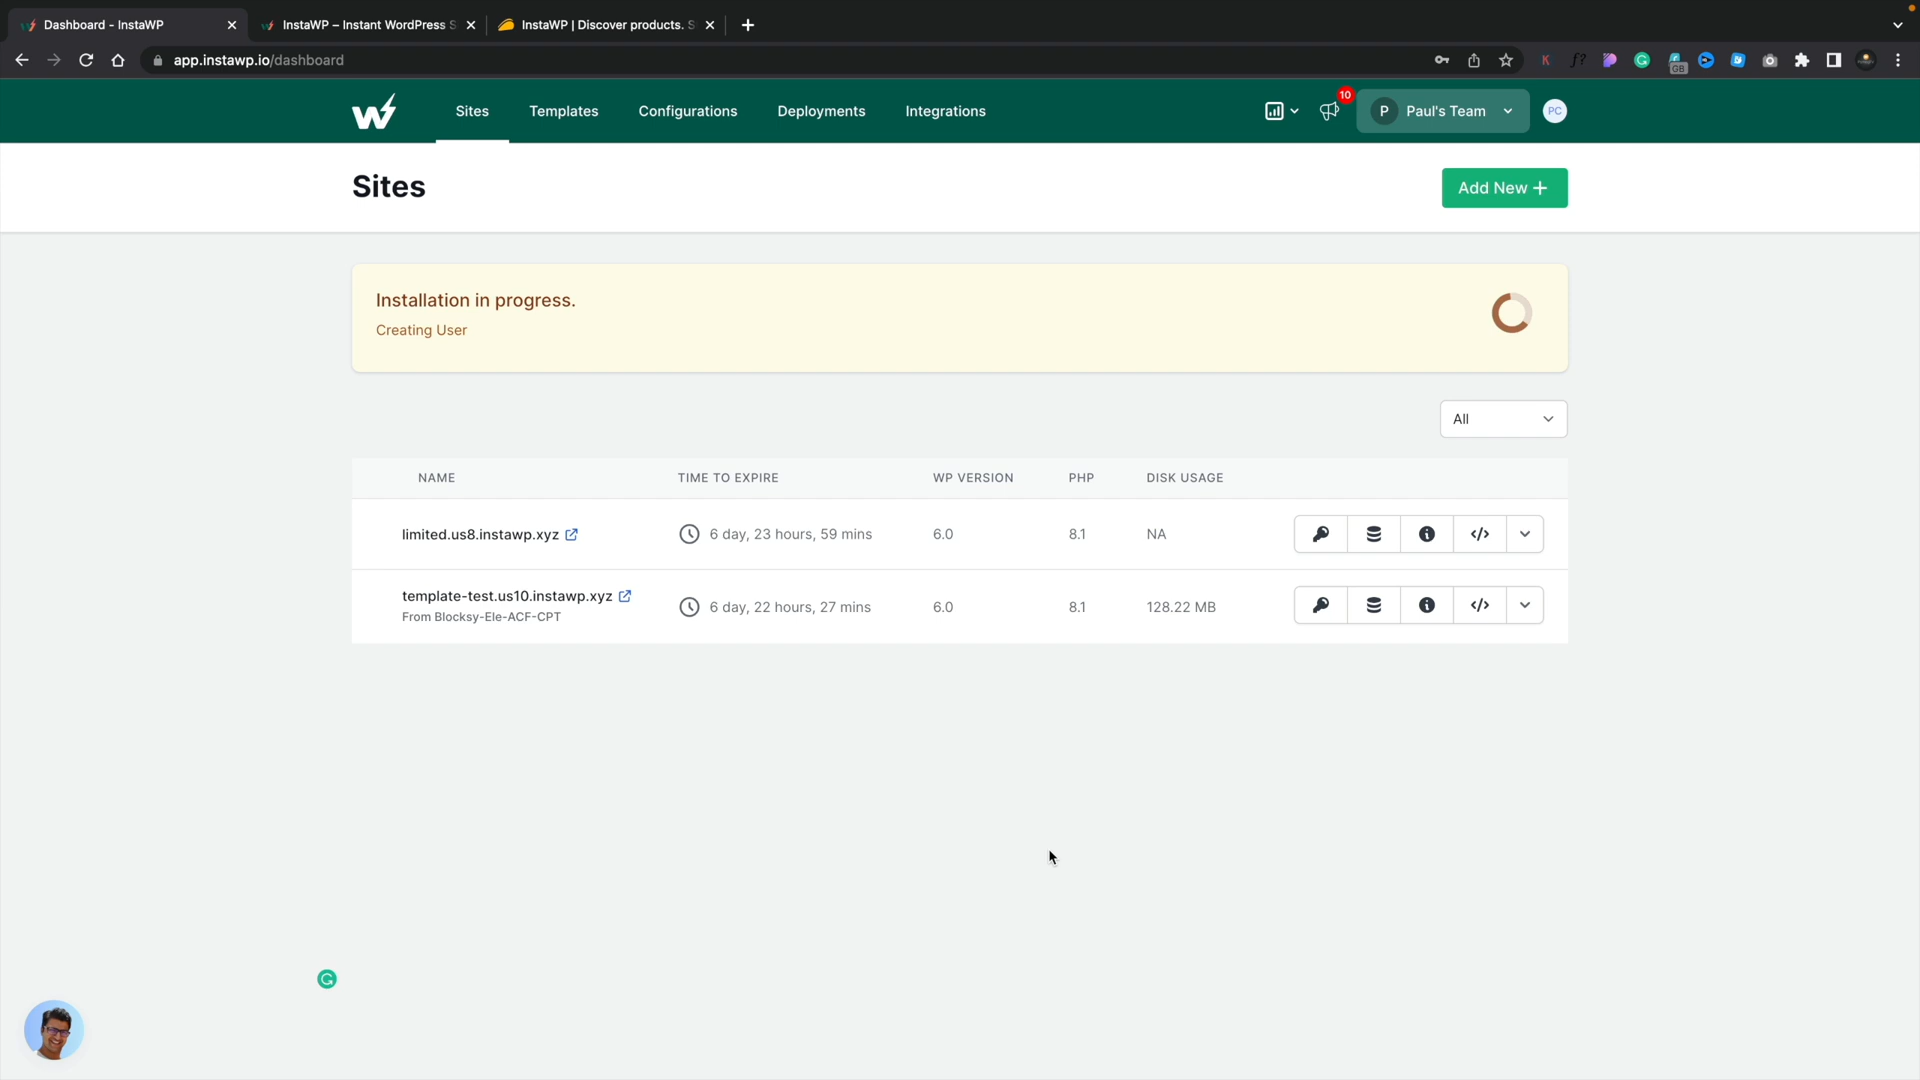 Dashboard - InstaWP
InstaWP – Instant WordPress S
InstaWP | Discover products. S
app.instawp.io/dashboard
GB
Sites
Templates
Configurations
Deployments
Integrations
10
P
Paul's Team
PC
Sites
Add New +
Installation in progress.
Creating User
All
NAME
TIME TO EXPIRE
WP VERSION
PHP
DISK USAGE
limited.us8.instawp.xyz
6 day, 23 hours, 59 mins
6.0
8.1
NA
template-test.us10.instawp.xyz
From Blocksy-Ele-ACF-CPT
6 day, 22 hours, 27 mins
6.0
8.1
128.22 MB